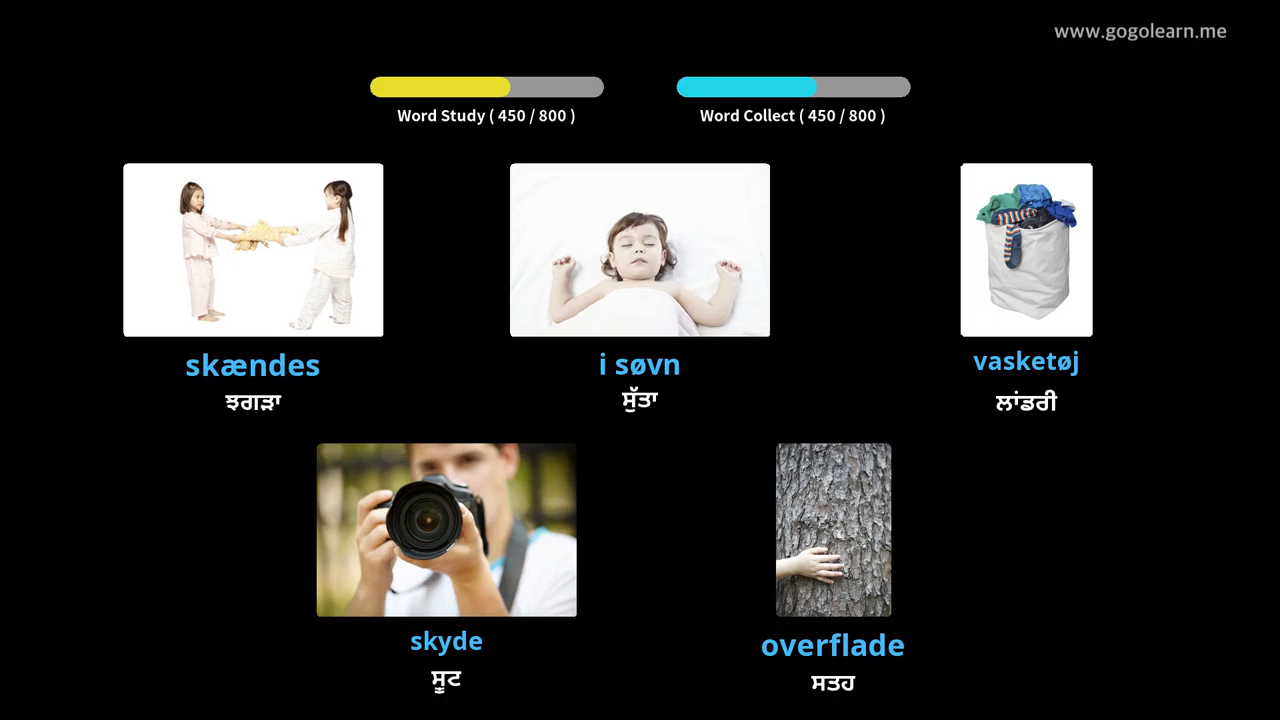 www.gogolearn.me
Word Study ( 450 / 800 )
Word Collect ( 450 / 800 )
skændes
ਝਗੜਾ
i søvn
ਸੁੱਤਾ
vasketøj
ਲਾਂਡਰੀ
skyde
ਸ਼ੂਟ
overflade
ਸਤਹ